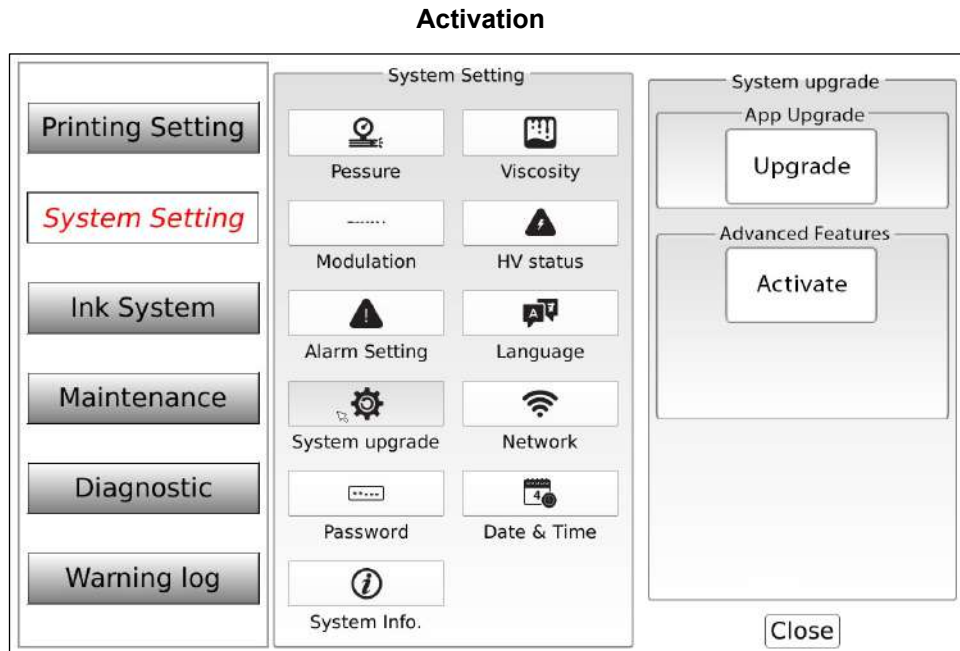 Activation
Printing Setting
System Setting
Ink System
Maintenance
Diagnostic
Warning log
System Setting
Pessure
Viscosity
Modulation
HV status
Alarm Setting
Language
System upgrade
Network
Password
Date & Time
System Info.
System upgrade
App Upgrade
Upgrade
Advanced Features
Activate
Close